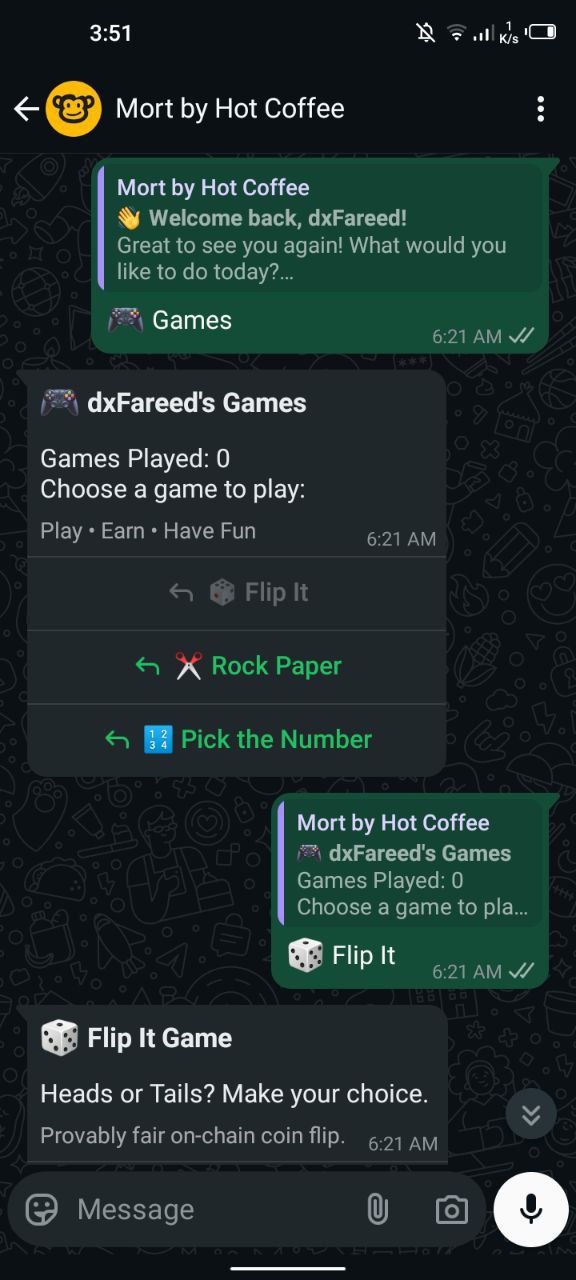 3:51
1
K/s
Mort by Hot Coffee
Mort by Hot Coffee
👋 Welcome back, dxFareed!
Great to see you again! What would you
like to do today?...
🎮 Games
6:21 AM
🎮 dxFareed's Games
Games Played: 0
Choose a game to play:
Play • Earn • Have Fun
6:21 AM
🎲 Flip It
✂️ Rock Paper
🔢 Pick the Number
Mort by Hot Coffee
🎮 dxFareed's Games
Games Played: 0
Choose a game to pla...
🎲 Flip It
6:21 AM
🎲 Flip It Game
Heads or Tails? Make your choice.
Provably fair on-chain coin flip.
6:21 AM
Message